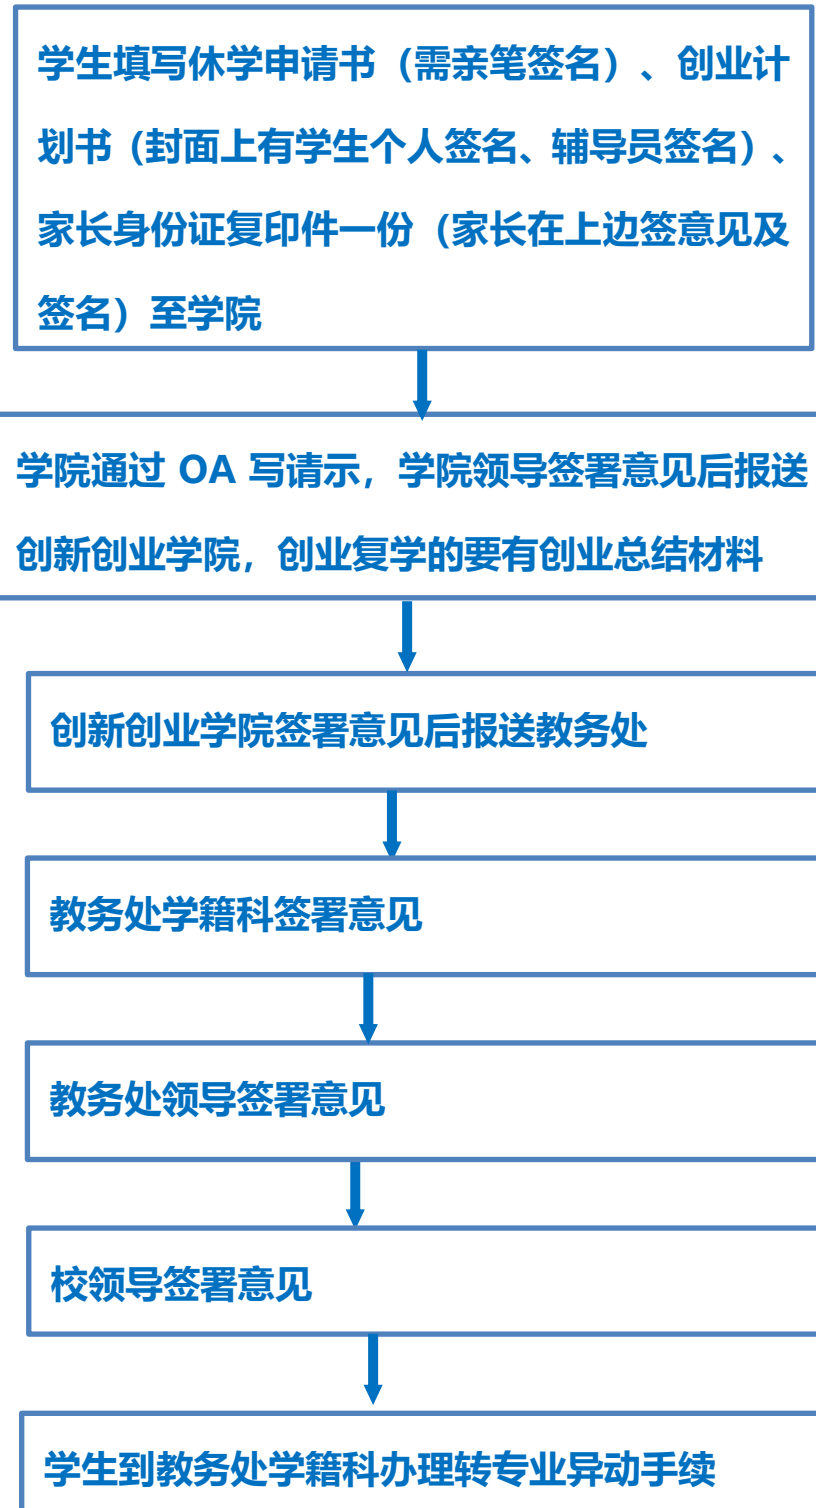 学生填写休学申请书（需亲笔签名）、创业计
划书（封面上有学生个人签名、辅导员签名）、
家长身份证复印件一份（家长在上边签意见及
签名）至学院
学院通过 OA 写请示，学院领导签署意见后报送
创新创业学院，创业复学的要有创业总结材料
创新创业学院签署意见后报送教务处
教务处学籍科签署意见
教务处领导签署意见
校领导签署意见
学生到教务处学籍科办理转专业异动手续